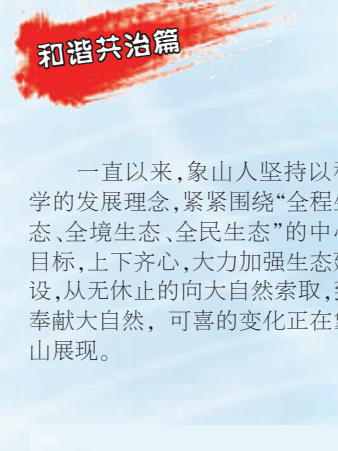 和谐共治篇
一直以来,象山人坚持以
学的发展理念,紧紧围绕“全程
态、全境生态、全民生态”的中
目标,上下齐心,大力加强生态
设,从无休止的向大自然索取,
奉献大自然，可喜的变化正在
山展现。